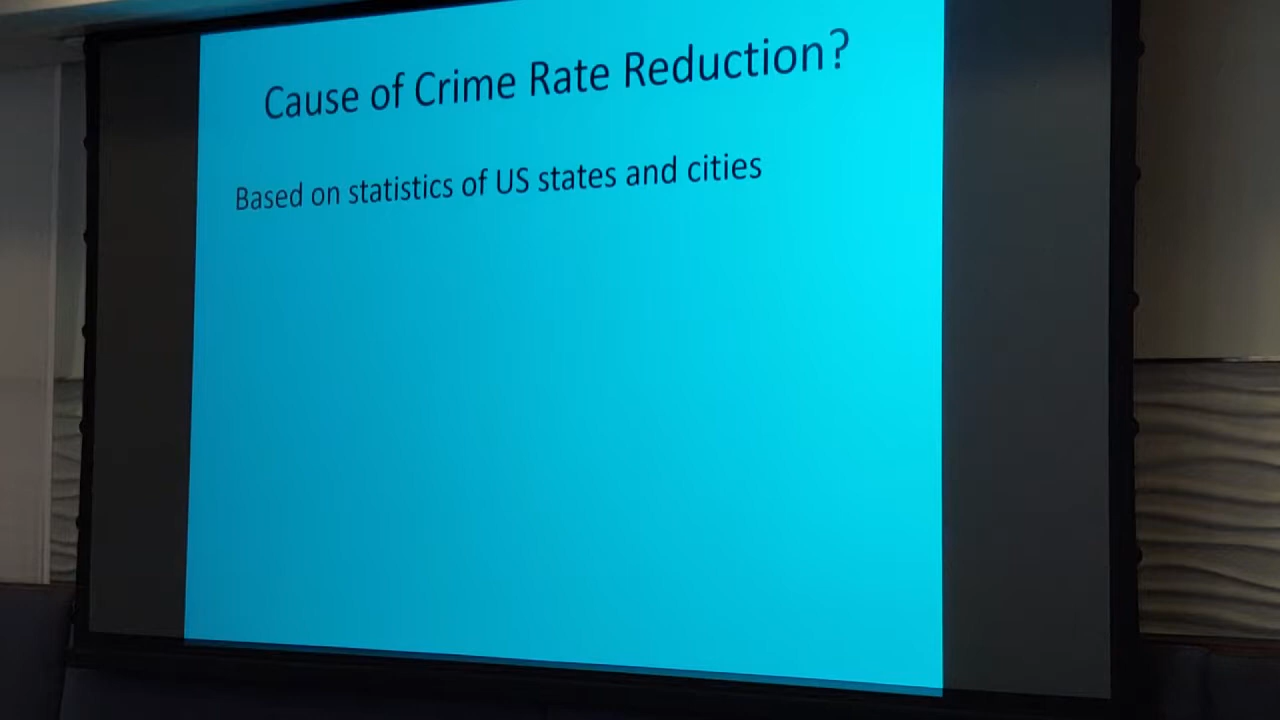 Cause of Crime Rate Reduction?
Based on statistics of US states and cities